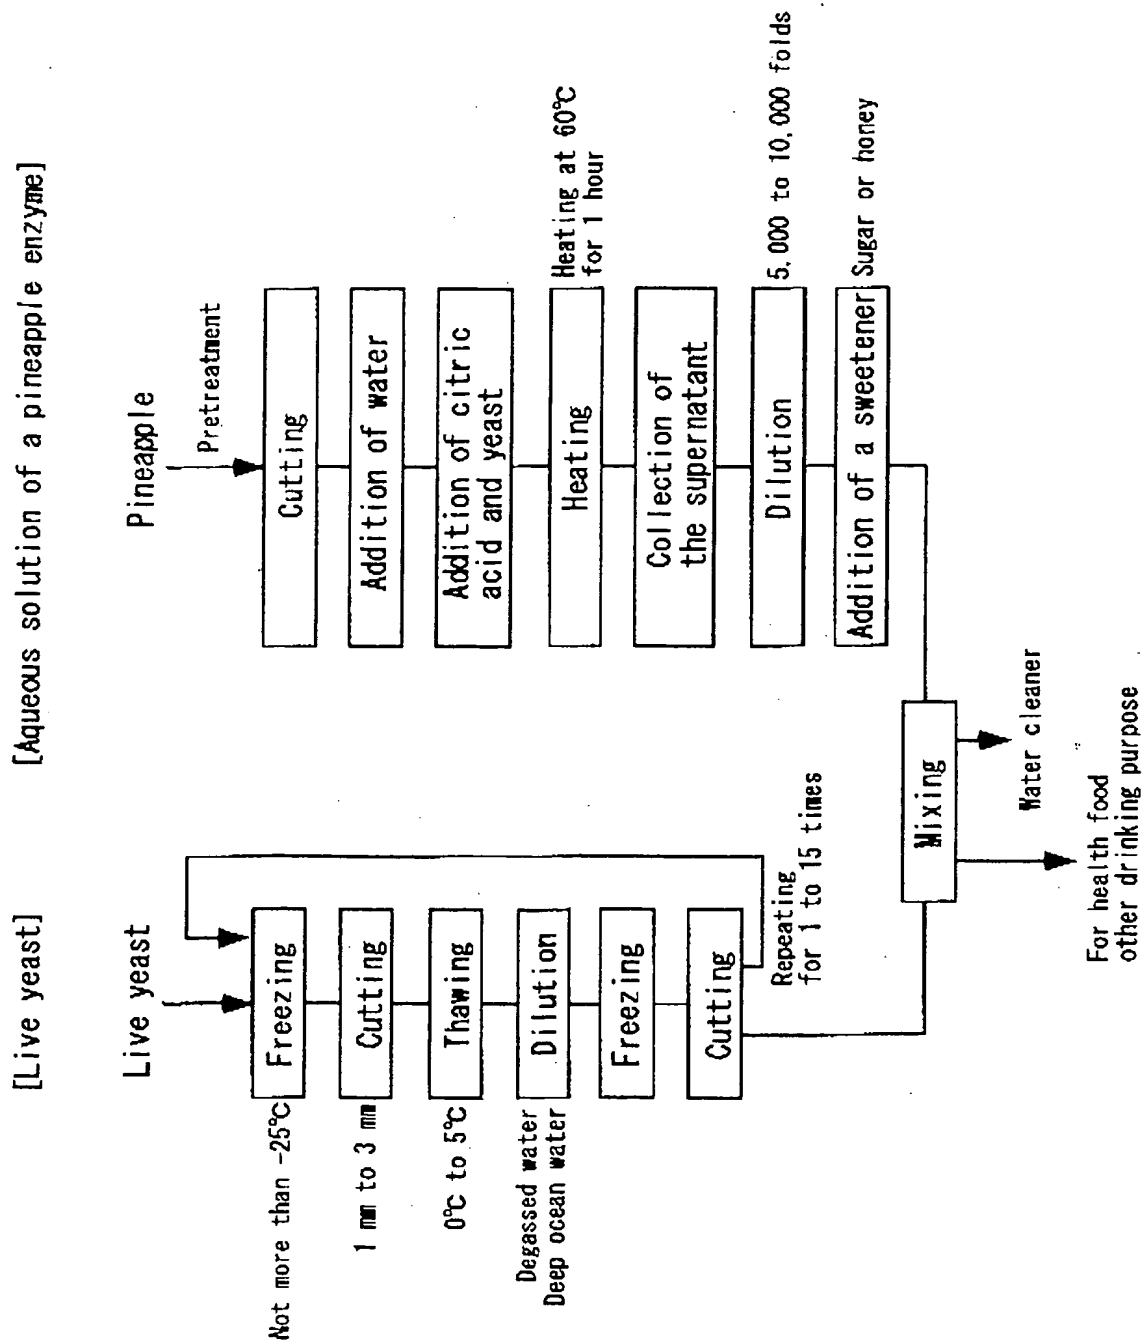 [Live yeast]
Live yeast
Not more than -25℃
Freezing
1 mm to 3 mm
Cutting
0℃ to 5℃
Thawing
Degassed water
Deep ocean water
Dilution
Freezing
Cutting
Repeating
for 1 to 15 times
[Aqueous solution of a pineapple enzyme]
Pineapple
Pretreatment
Cutting
Addition of water
Addition of citric
acid and yeast
Heating
Heating at 60℃
for 1 hour
Collection of
the supernatant
Dilution
5,000 to 10,000 folds
Addition of a sweetener
Sugar or honey
Mixing
Water cleaner
For health food
other drinking purpose